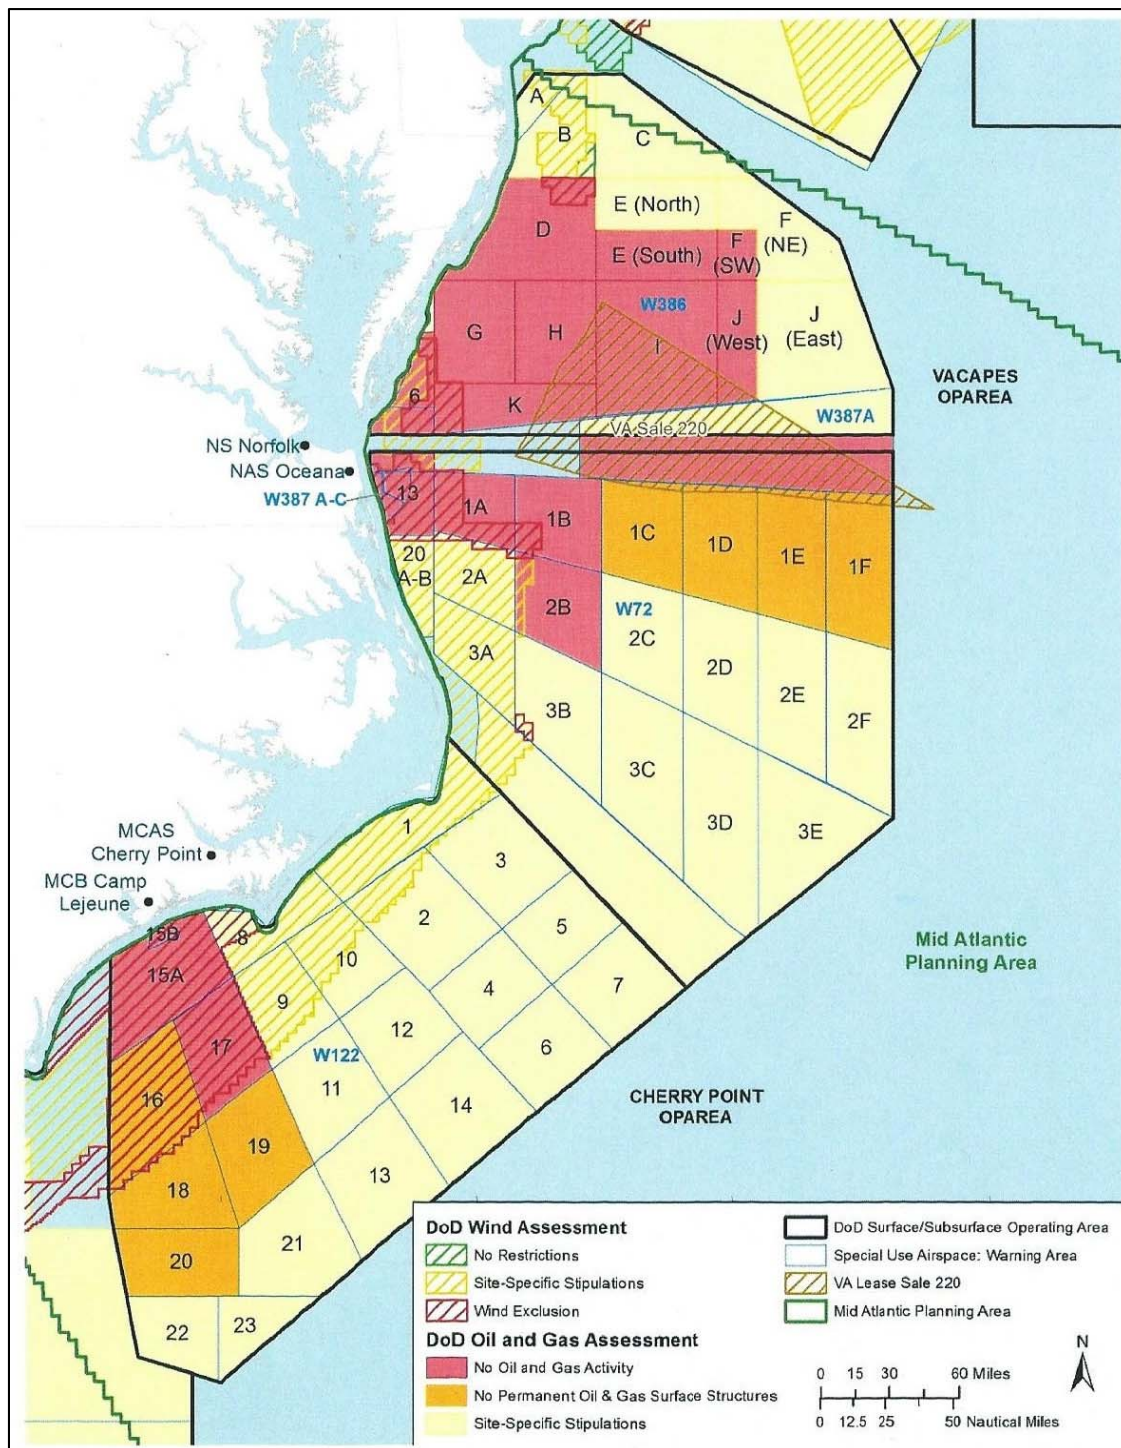 A
B
C
E (North)
D
F
(NE)
E (South)
F
(SW)
W386
G
H
I
J
(West)
J
(East)
6
K
W387A
VACAPES
OPAREA
VA Sale 220
NS Norfolk
NAS Oceana
W387 A-C
13
1A
1B
1C
1D
1E
1F
20
A-B
2A
2B
W72
2C
2D
2E
2F
3A
3B
3C
3D
3E
MCAS
Cherry Point
MCB Camp
Lejeune
1
3
2
5
7
15B
8
10
15A
9
4
12
6
17
W122
11
14
16
19
13
18
21
20
22
23
Mid Atlantic
Planning Area
CHERRY POINT
OPAREA
DoD Wind Assessment
No Restrictions
Site-Specific Stipulations
Wind Exclusion
DoD Oil and Gas Assessment
No Oil and Gas Activity
No Permanent Oil & Gas Surface Structures
Site-Specific Stipulations
DoD Surface/Subsurface Operating Area
Special Use Airspace: Warning Area
VA Lease Sale 220
Mid Atlantic Planning Area
N
0 15 30 60 Miles
0 12.5 25 50 Nautical Miles